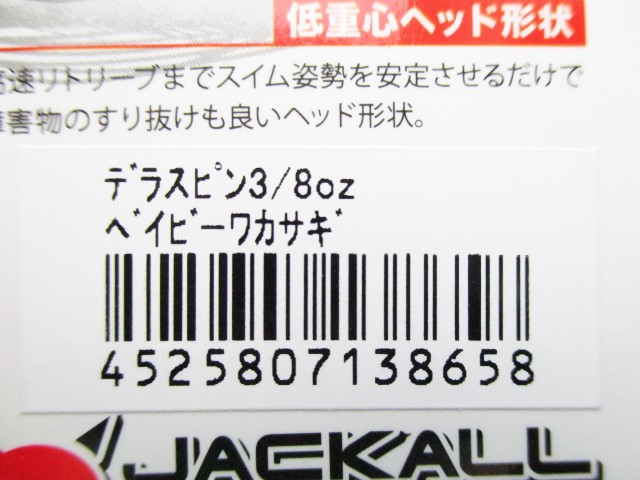 低重心ヘッド形状
速リトリーブまでスイム姿勢を安定させるだけで
害物のすり抜けも良いヘッド形状。
デラスピン3/8oz
ベイビーワカサギ
4525807138658
JACKALL